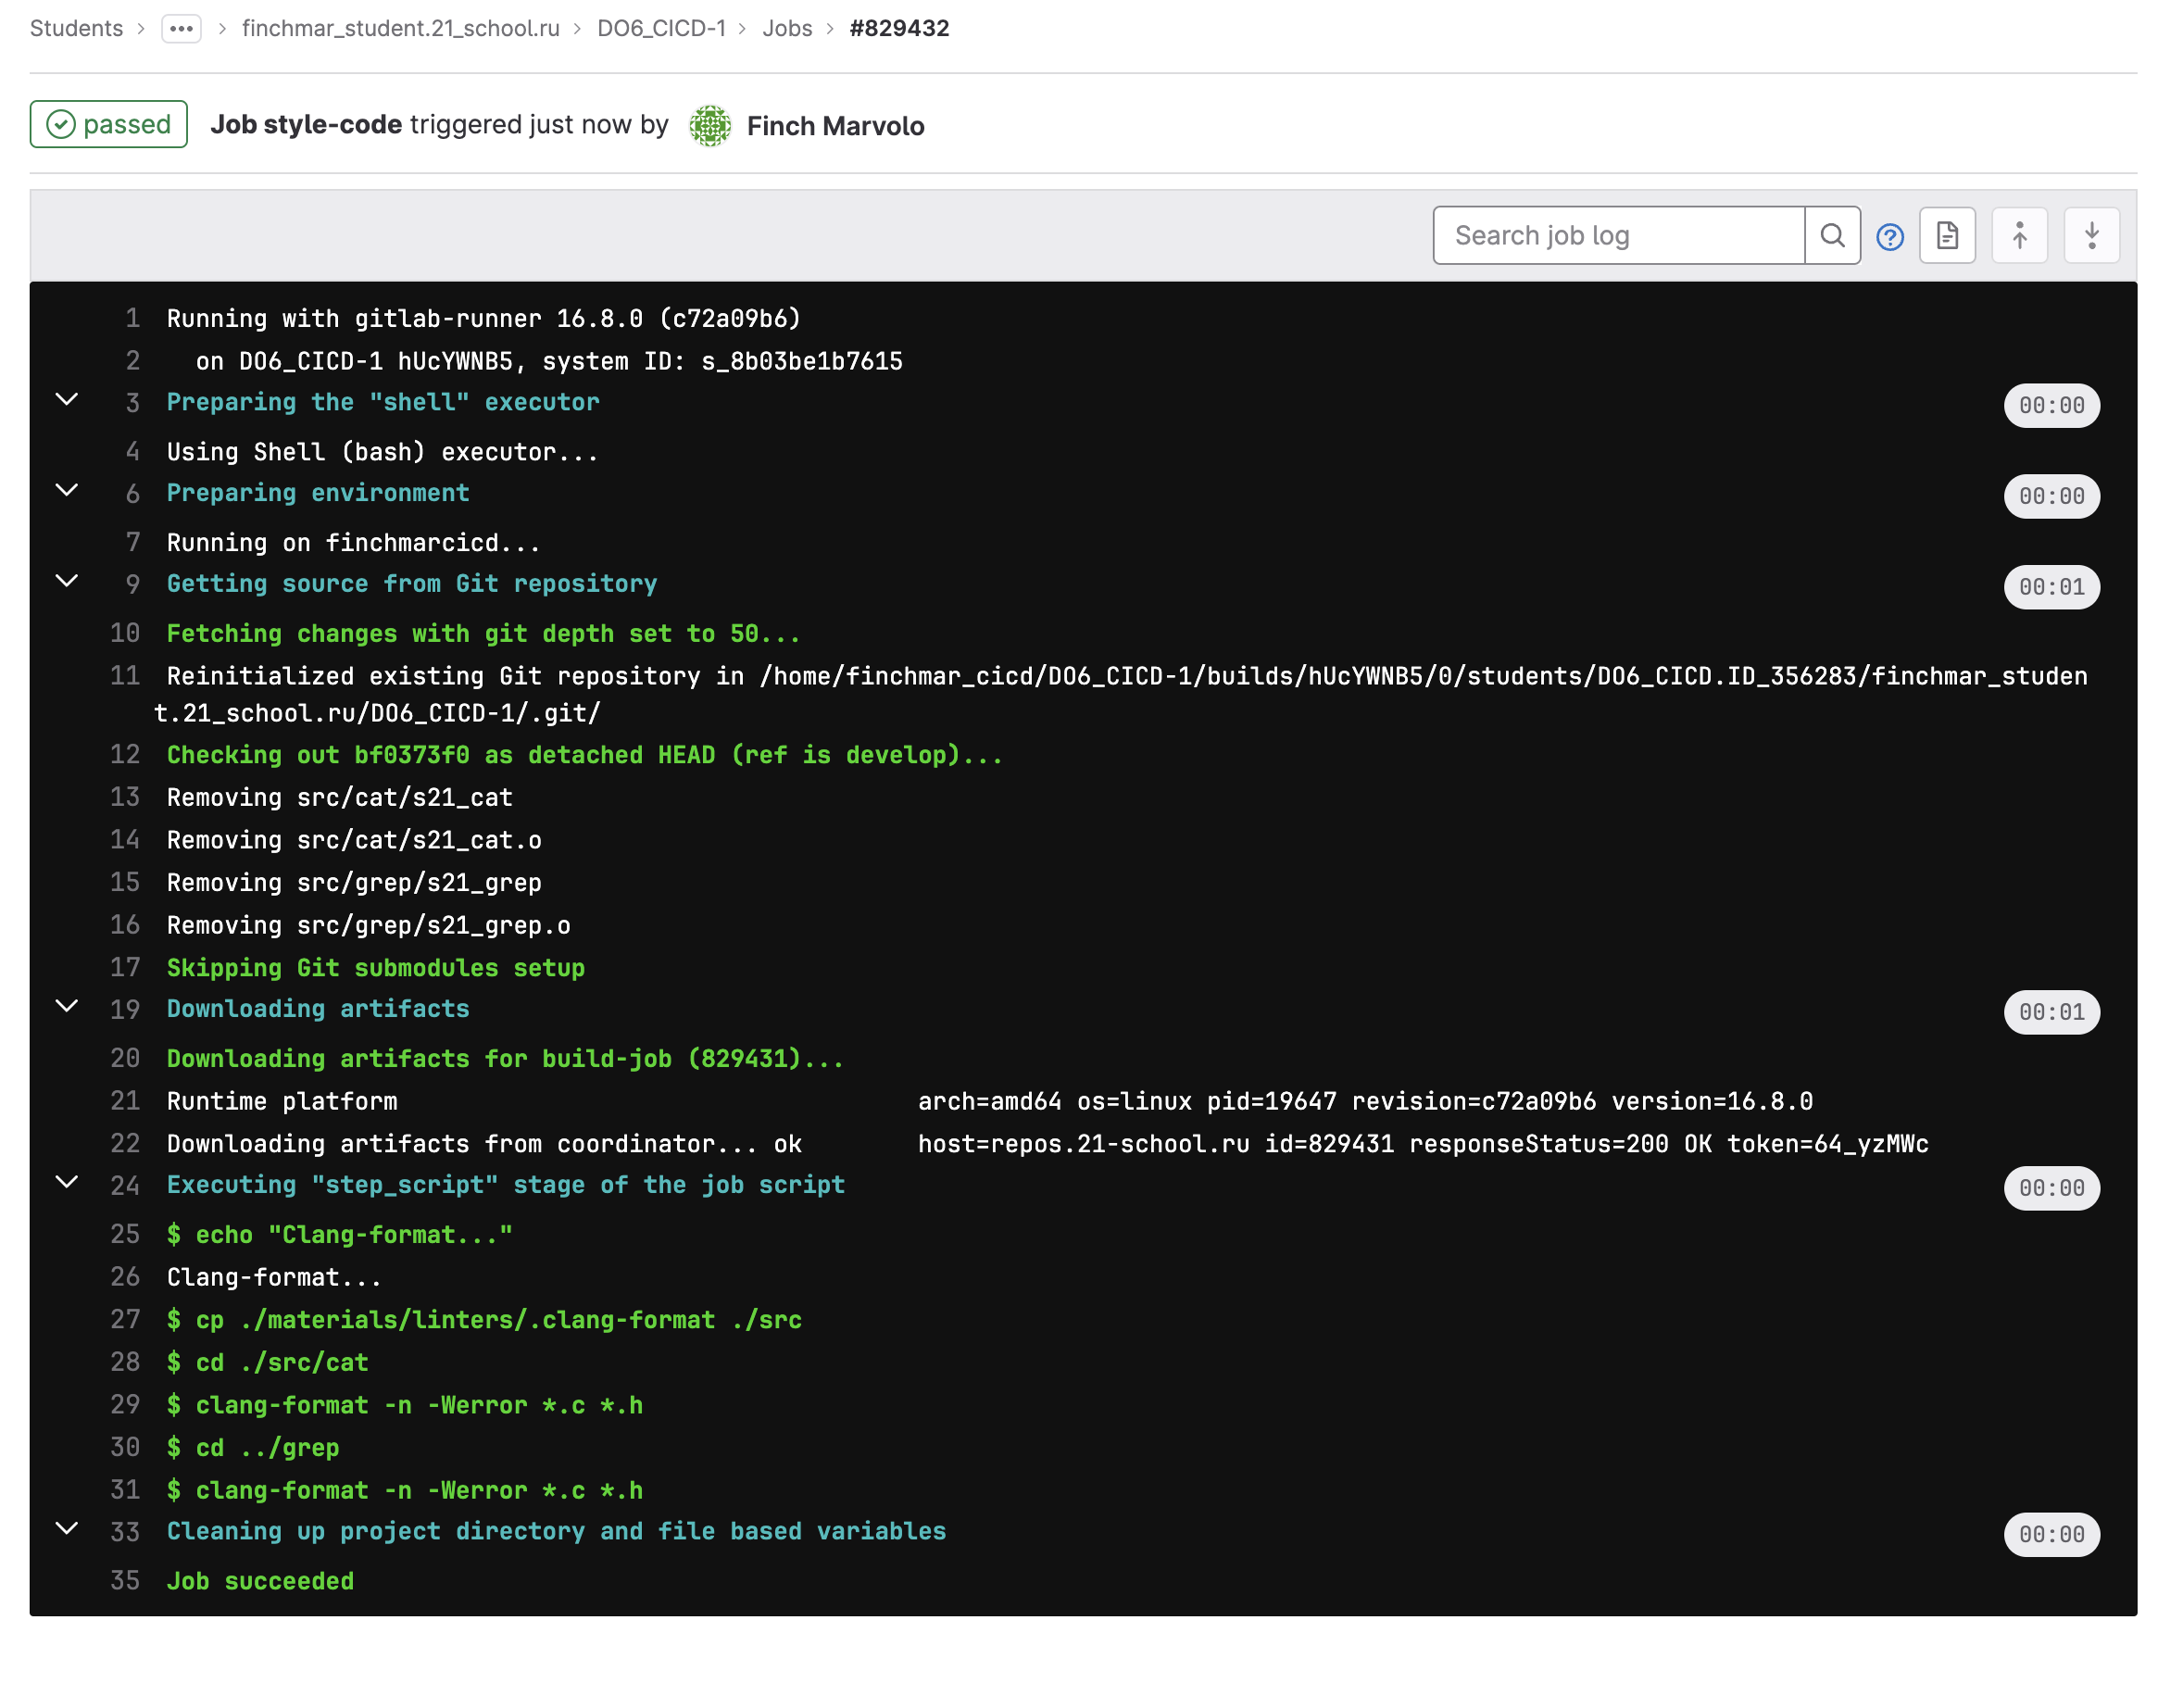 Students > ••• > finchmar_student.21_school.ru > DO6_CICD-1 > Jobs > #829432
passed Job style-code triggered just now by Finch Marvolo
Search job log
1 Running with gitlab-runner 16.8.0 (c72a09b6)
2 on DO6_CICD-1 hUcYWNB5, system ID: s_8b03be1b7615
3 Preparing the "shell" executor 00:00
4 Using Shell (bash) executor...
6 Preparing environment 00:00
7 Running on finchmarcicd...
9 Getting source from Git repository 00:01
10 Fetching changes with git depth set to 50...
11 Reinitialized existing Git repository in /home/finchmar_cicd/DO6_CICD-1/builds/hUcYWNB5/0/students/DO6_CICD.ID_356283/finchmar_studen
t.21_school.ru/DO6_CICD-1/.git/
12 Checking out bf0373f0 as detached HEAD (ref is develop)...
13 Removing src/cat/s21_cat
14 Removing src/cat/s21_cat.o
15 Removing src/grep/s21_grep
16 Removing src/grep/s21_grep.o
17 Skipping Git submodules setup
19 Downloading artifacts 00:01
20 Downloading artifacts for build-job (829431)...
21 Runtime platform arch=amd64 os=linux pid=19647 revision=c72a09b6 version=16.8.0
22 Downloading artifacts from coordinator... ok host=repos.21-school.ru id=829431 responseStatus=200 OK token=64_yzMWc
24 Executing "step_script" stage of the job script 00:00
25 $ echo "Clang-format..."
26 Clang-format...
27 $ cp ./materials/linters/.clang-format ./src
28 $ cd ./src/cat
29 $ clang-format -n -Werror *.c *.h
30 $ cd ../grep
31 $ clang-format -n -Werror *.c *.h
33 Cleaning up project directory and file based variables 00:00
35 Job succeeded